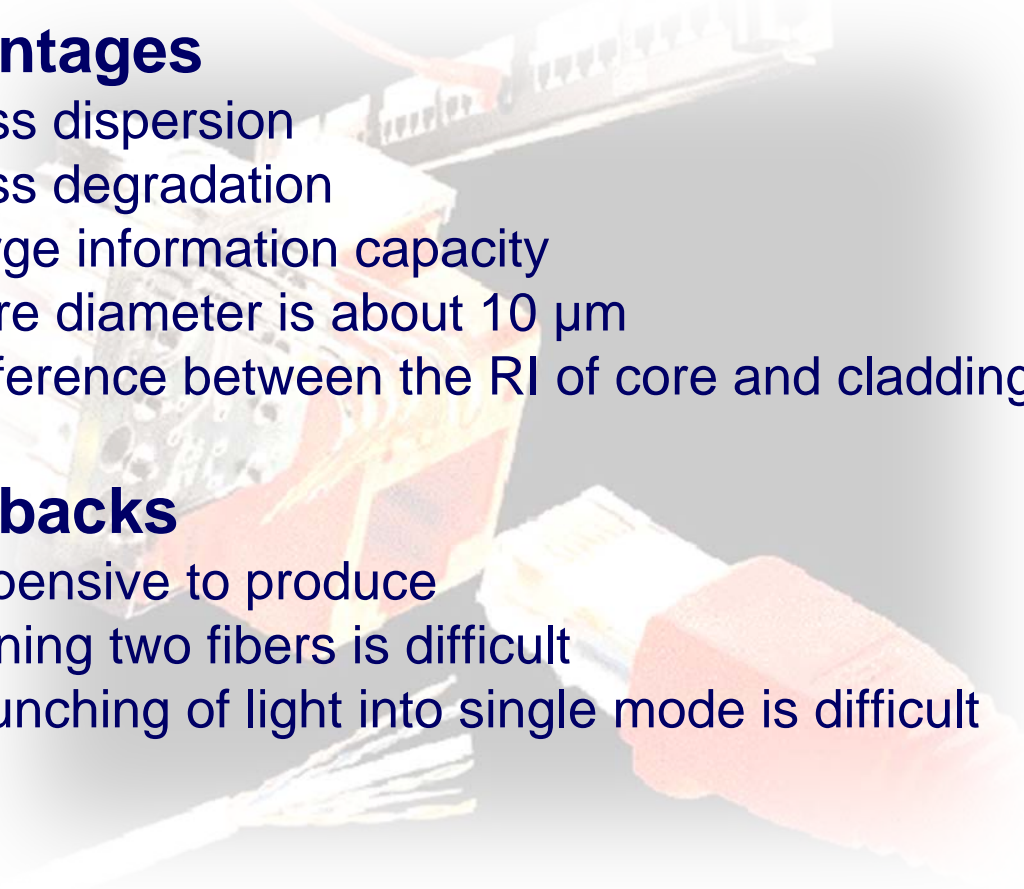 ntages
ss dispersion
ss degradation
rge information capacity
re diameter is about 10 µm
ference between the RI of core and cladding
backs
pensive to produce
ning two fibers is difficult
unching of light into single mode is difficult